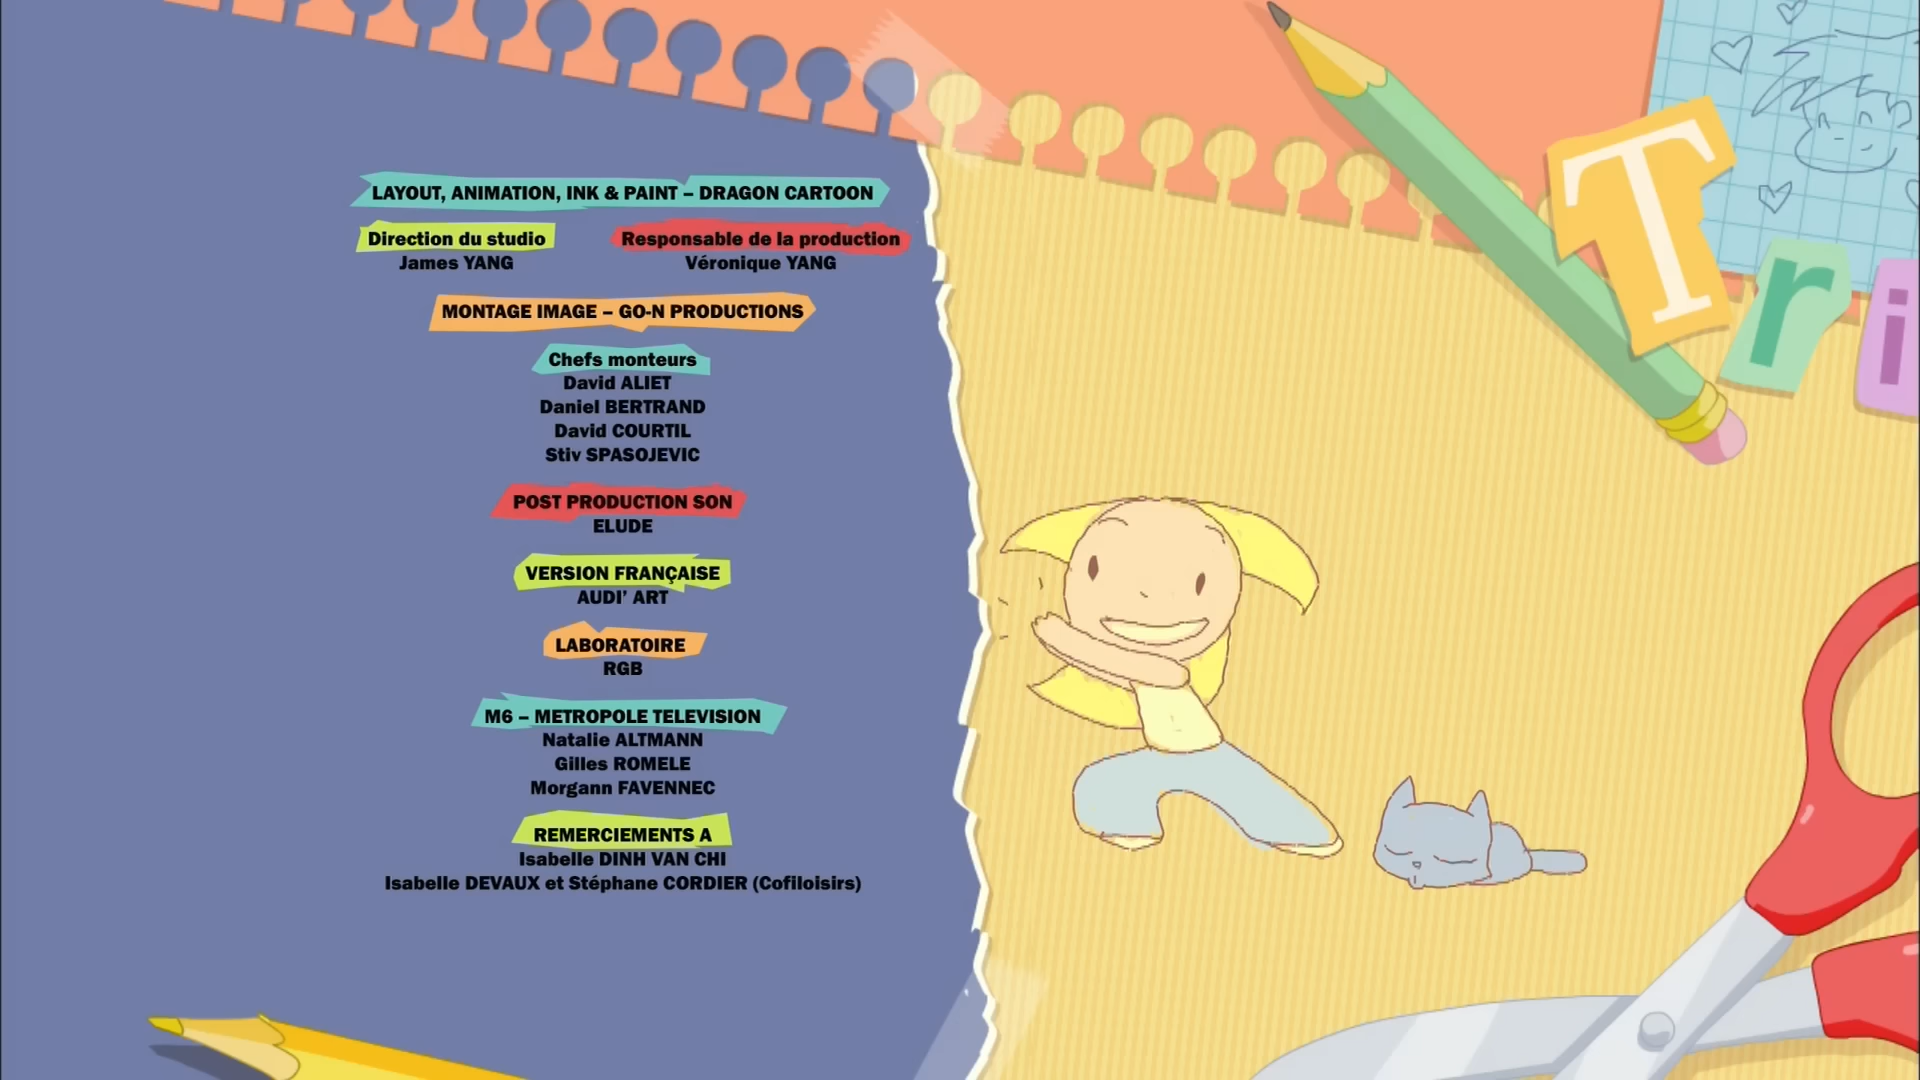 LAYOUT, ANIMATION, INK & PAINT – DRAGON CARTOON
Direction du studio
James YANG
Responsable de la production
Véronique YANG
MONTAGE IMAGE – GO-N PRODUCTIONS
Chefs monteurs
David ALIET
Daniel BERTRAND
David COURTIL
Stiv SPASOJEVIC
POST PRODUCTION SON
ELUDE
VERSION FRANÇAISE
AUDI' ART
LABORATOIRE
RGB
M6 – METROPOLE TELEVISION
Natalie ALTMANN
Gilles ROMELE
Morgann FAVENNEC
REMERCIEMENTS A
Isabelle DINH VAN CHI
Isabelle DEVAUX et Stéphane CORDIER (Cofiloisirs)
Tri